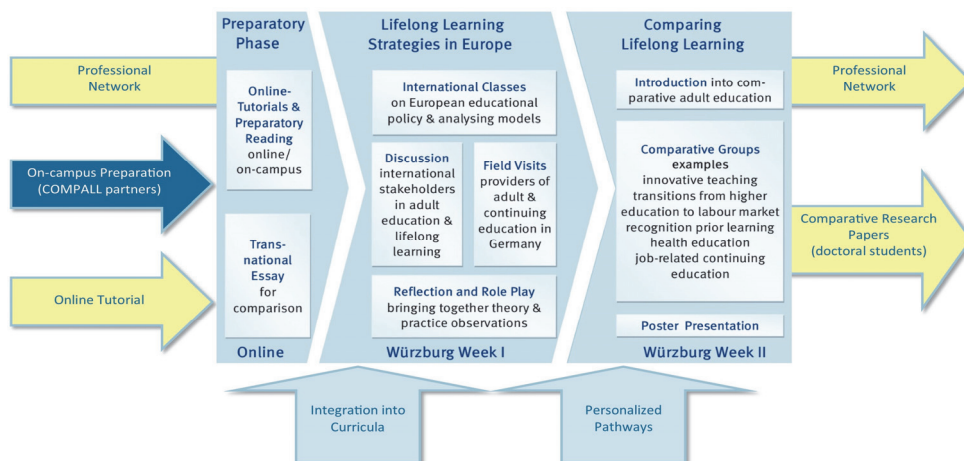 Preparatory
Phase
Lifelong Learning
Strategies in Europe
Comparing
Lifelong Learning
Professional
Network
On-campus Preparation
(COMPALL partners)
Online Tutorial
Online-
Tutorials &
Preparatory
Reading
online/
on-campus
Trans-
national
Essay
for
comparison
Online
International Classes
on European educational
policy & analysing models
Discussion
international
stakeholders
in adult
education &
lifelong
learning
Field Visits
providers of
adult &
continuing
education in
Germany
Reflection and Role Play
bringing together theory &
practice observations
Würzburg Week I
Introduction into com-
parative adult education
Comparative Groups
examples
innovative teaching
transitions from higher
education to labour market
recognition prior learning
health education
job-related continuing
education
Poster Presentation
Würzburg Week II
Professional
Network
Comparative Research
Papers
(doctoral students)
Integration into
Curricula
Personalized
Pathways